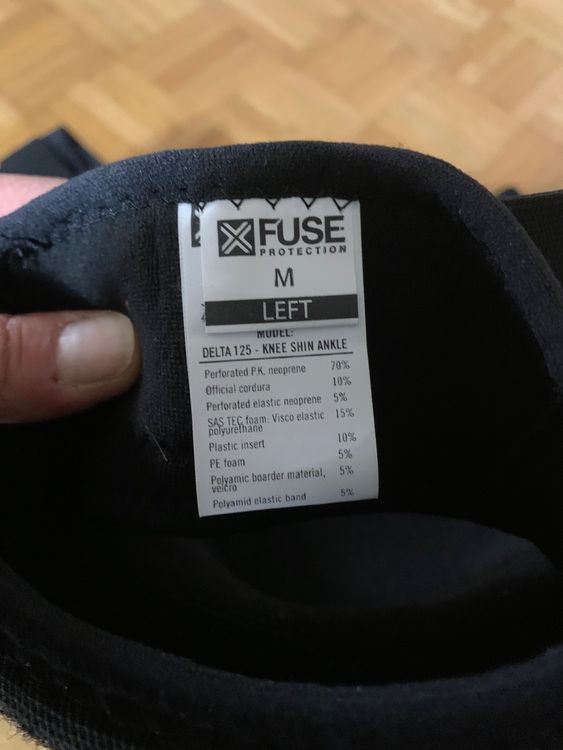 FUSE
PROTECTION
M
LEFT
MODEL:
DELTA 125 - KNEE SHIN ANKLE
Perforated P.K. neoprene 70%
Official cordura 10%
Perforated elastic neoprene 5%
SAS TEC foam: Visco elastic 15%
polyurethane
Plastic insert 10%
PE foam 5%
Polyamic boarder material, 5%
velcro
Polyamid elastic band 5%